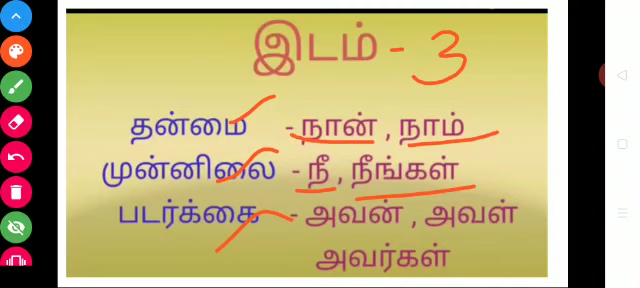 இடம் - 3
தன்மை - நான் , நாம்
முன்னிலை - நீ , நீங்கள்
படர்க்கை - அவன் , அவள்
அவர்கள்